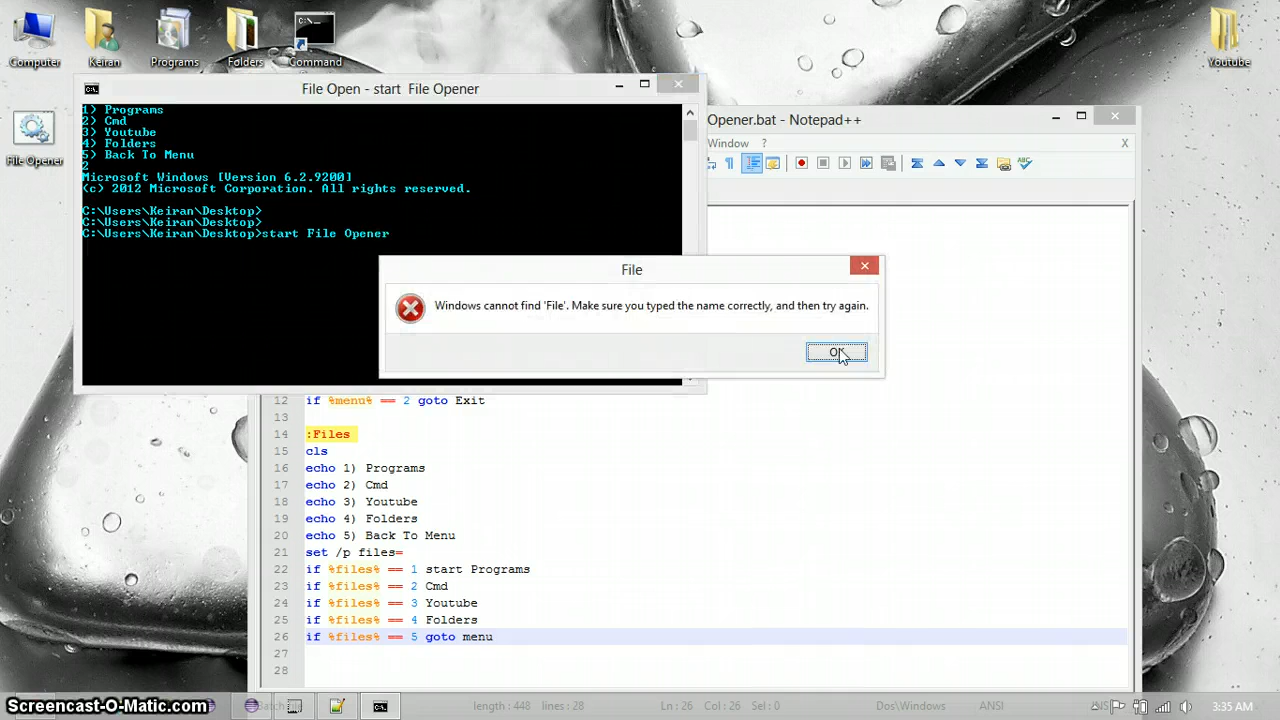 Computer
Keiran
Programs
Folders
Command
Youtube
File Opener
File Open - start  File Opener
1) Programs
2) Cmd
3) Youtube
4) Folders
5) Back To Menu
2
Microsoft Windows [Version 6.2.9200]
(c) 2012 Microsoft Corporation. All rights reserved.
C:\Users\Keiran\Desktop>
C:\Users\Keiran\Desktop>
C:\Users\Keiran\Desktop>start File Opener
Opener.bat - Notepad++
Window ?
X
File
Windows cannot find 'File'. Make sure you typed the name correctly, and then try again.
OK
12 if %menu% == 2 goto Exit
13
14 :Files
15 cls
16 echo 1) Programs
17 echo 2) Cmd
18 echo 3) Youtube
19 echo 4) Folders
20 echo 5) Back To Menu
21 set /p files=
22 if %files% == 1 start Programs
23 if %files% == 2 Cmd
24 if %files% == 3 Youtube
25 if %files% == 4 Folders
26 if %files% == 5 goto menu
27
28
length : 448 lines : 28
Ln : 26 Col : 26 Sel : 0
Dos\Windows
ANSI
Screencast-O-Matic.com
3:35 AM